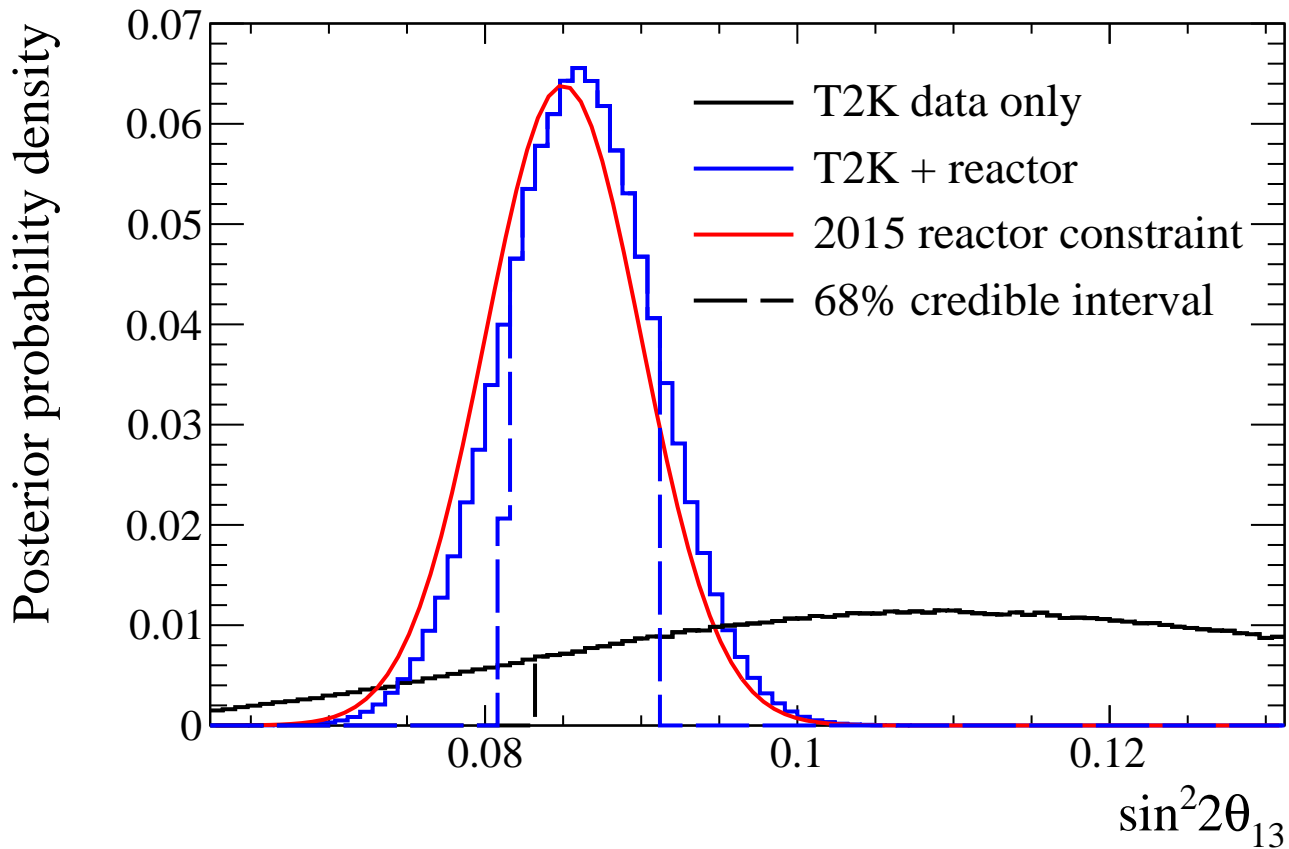 Posterior probability density
0.07
0.06
0.05
0.04
0.03
0.02
0.01
0
T2K data only
T2K + reactor
2015 reactor constraint
68% credible interval
0.08
0.1
0.12
sin²2θ₁₃